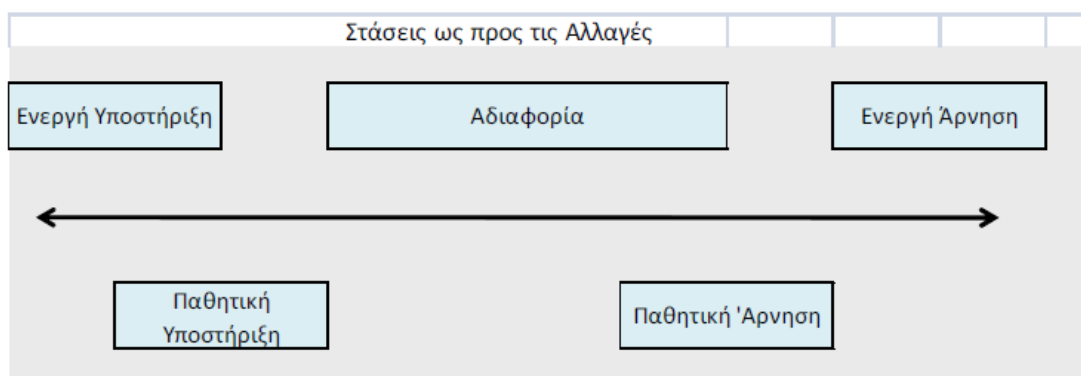 Στάσεις ως προς τις Αλλαγές
Ενεργή Υποστήριξη
Αδιαφορία
Ενεργή Άρνηση
Παθητική
Υποστήριξη
Παθητική 'Αρνηση